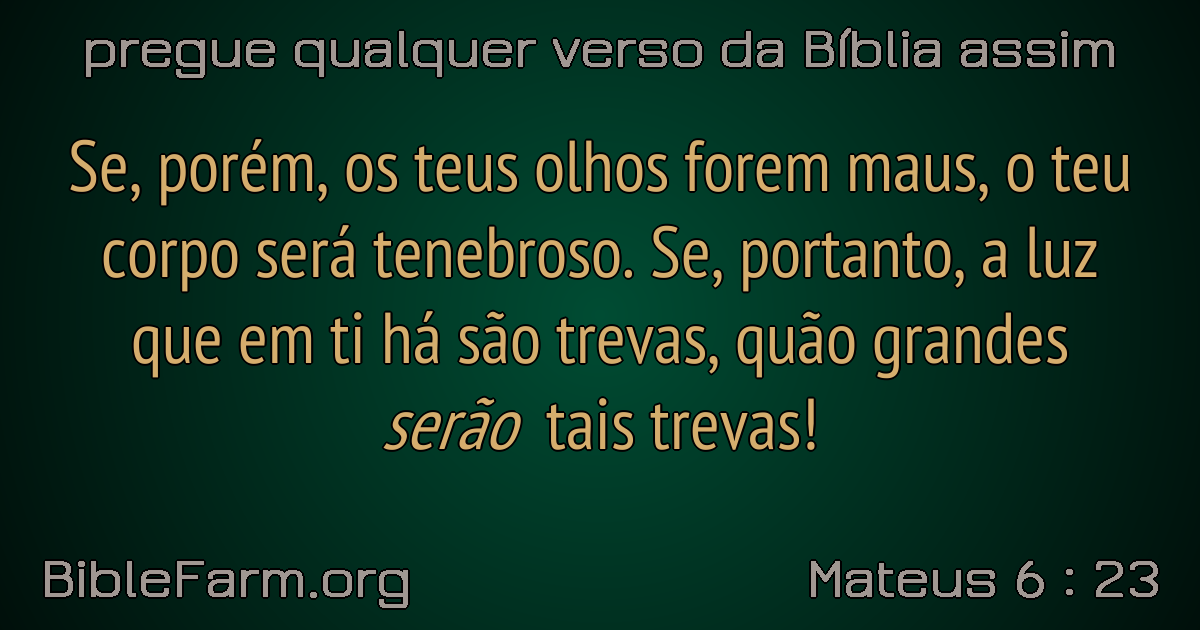 pregue qualquer verso da Bíblia assim
Se, porém, os teus olhos forem maus, o teu
corpo será tenebroso. Se, portanto, a luz
que em ti há são trevas, quão grandes
serão tais trevas!
BibleFarm.org
Mateus 6 : 23